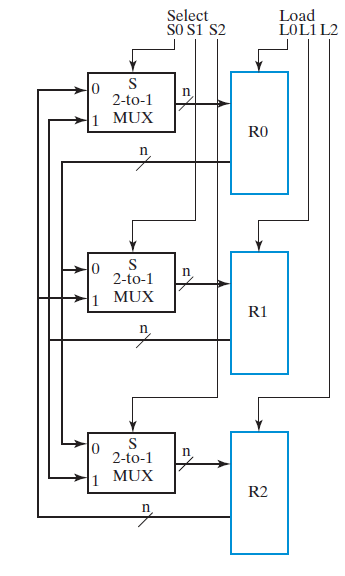 Select
S0 S1 S2
Load
L0 L1 L2
0
S
2-to-1
1
MUX
n
R0
n
0
S
2-to-1
1
MUX
n
R1
n
0
S
2-to-1
1
MUX
n
R2
n